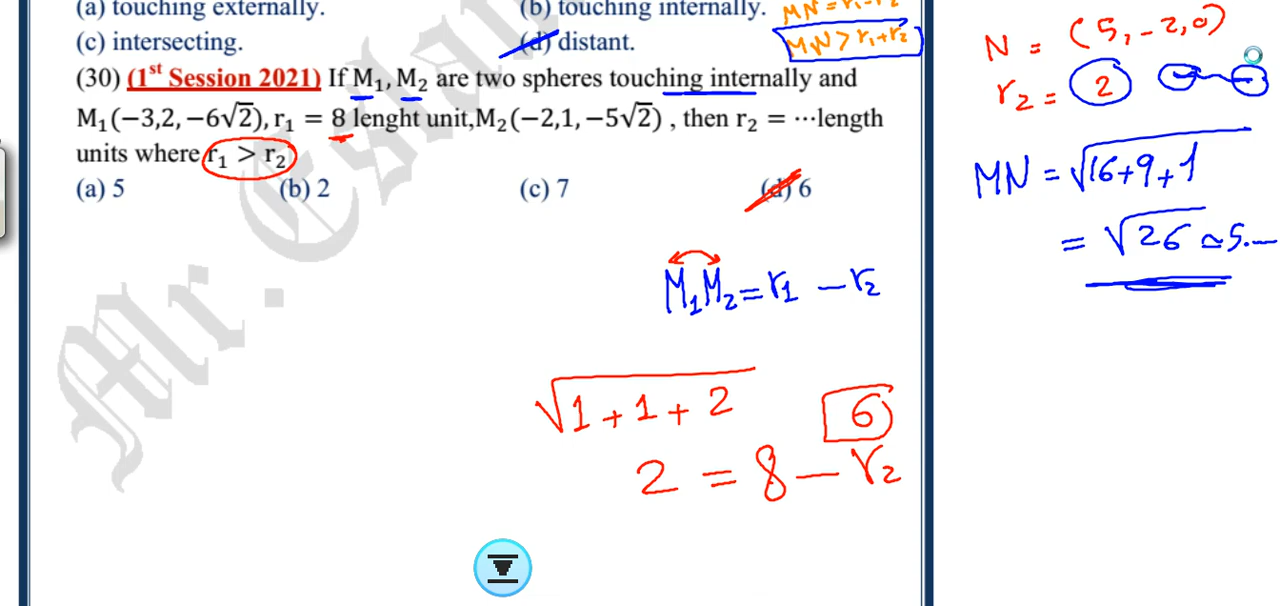 (a) touching externally. (b) touching internally.
(c) intersecting. (d) distant. MN > r₁+r₂
(30) (1st Session 2021) If M₁, M₂ are two spheres touching internally and
M₁(−3,2, −6√2), r₁ = 8 lenght unit,M₂(−2,1, −5√2) , then r₂ = ⋯length
units where r₁ > r₂
(a) 5 (b) 2 (c) 7 (d) 6
M₁M₂ = r₁ − r₂
√1 + 1 + 2 6
2 = 8 − r₂
N = (5, −2, 0)
r₂ = 2
MN = √16+9+1
= √26 ≃ 5.
Mr. Eslam